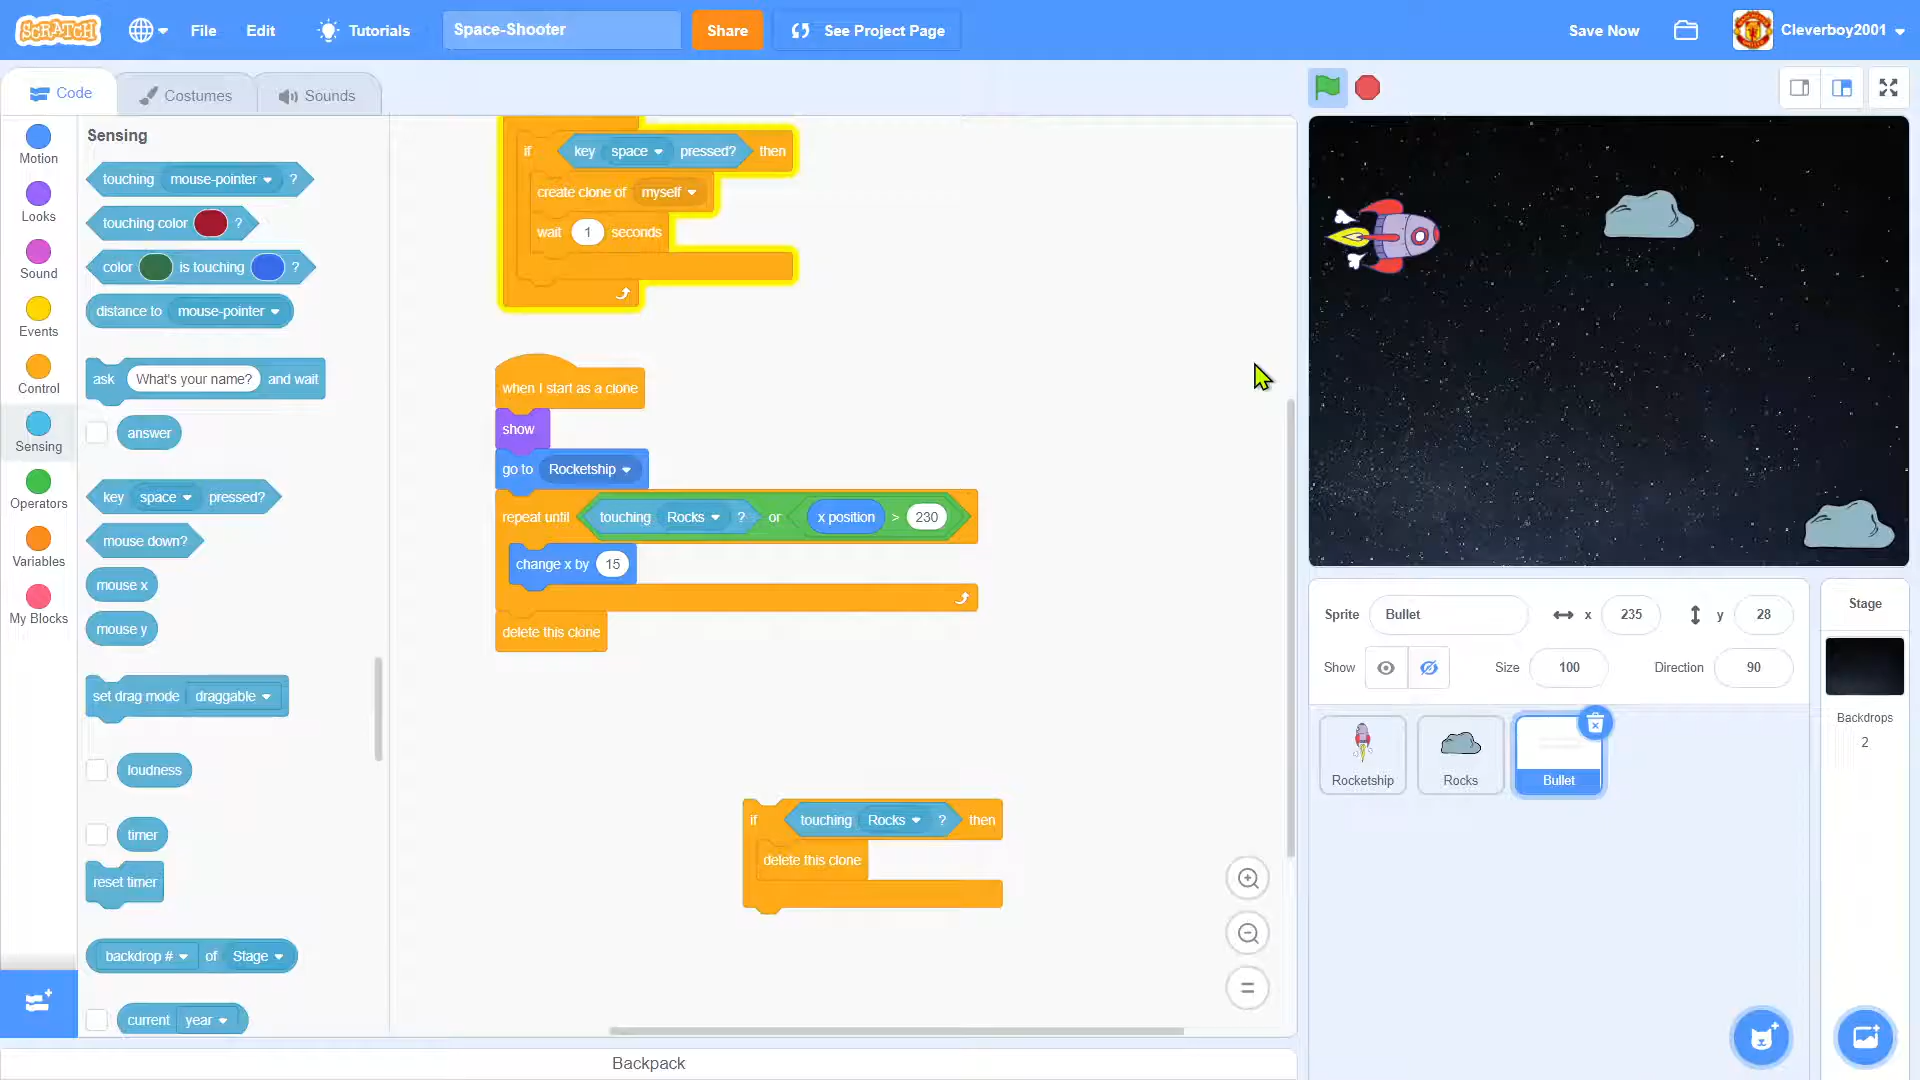 SCRATCH File Edit Tutorials Space-Shooter Share See Project Page Save Now Cleverboy2001
Code Costumes Sounds
Motion
Looks
Sound
Events
Control
Sensing
Operators
Variables
My Blocks
Sensing
touching mouse-pointer ?
touching color ?
color is touching ?
distance to mouse-pointer
ask What's your name? and wait
answer
key space pressed?
mouse down?
mouse x
mouse y
set drag mode draggable
loudness
timer
reset timer
backdrop # of Stage
current year
if key space pressed? then
create clone of myself
wait 1 seconds
when I start as a clone
show
go to Rocketship
repeat until touching Rocks ? or x position > 230
change x by 15
delete this clone
if touching Rocks ? then
delete this clone
Sprite Bullet x 235 y 28
Show Size 100 Direction 90
Rocketship Rocks Bullet
Stage
Backdrops
2
Backpack